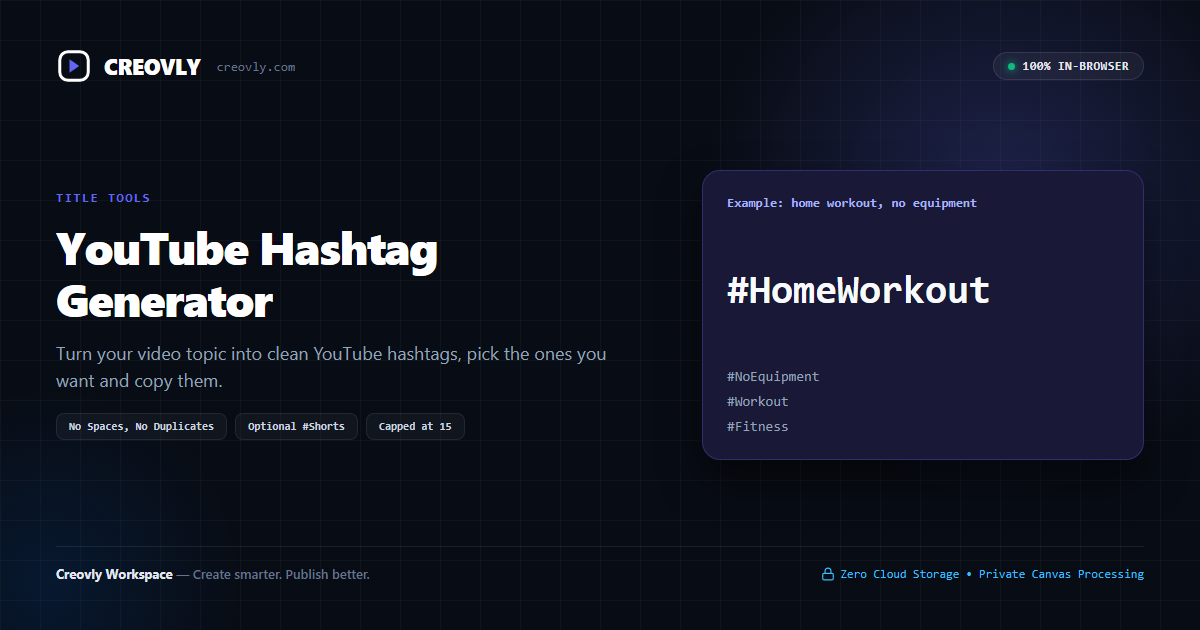 CREOVLY creovly.com
100% IN-BROWSER
TITLE TOOLS
YouTube Hashtag
Generator
Turn your video topic into clean YouTube hashtags, pick the ones you
want and copy them.
No Spaces, No Duplicates
Optional #Shorts
Capped at 15
Example: home workout, no equipment
#HomeWorkout
#NoEquipment
#Workout
#Fitness
Creovly Workspace — Create smarter. Publish better.
Zero Cloud Storage • Private Canvas Processing